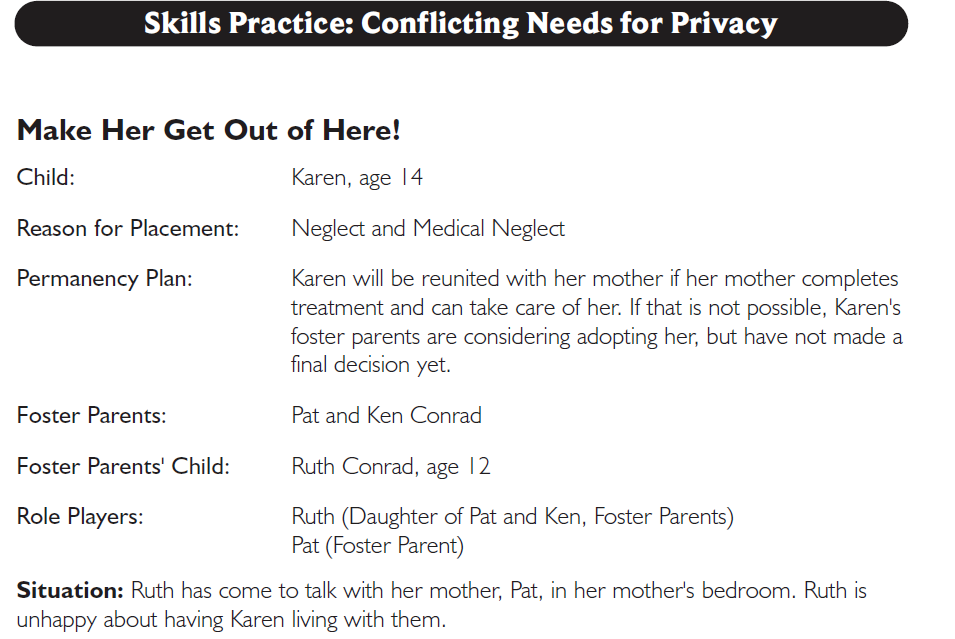 Skills Practice: Conflicting Needs for Privacy
Make Her Get Out of Here!
Child: Karen, age 14
Reason for Placement: Neglect and Medical Neglect
Permanency Plan: Karen will be reunited with her mother if her mother completes
treatment and can take care of her. If that is not possible, Karen's
foster parents are considering adopting her, but have not made a
final decision yet.
Foster Parents: Pat and Ken Conrad
Foster Parents' Child: Ruth Conrad, age 12
Role Players: Ruth (Daughter of Pat and Ken, Foster Parents)
Pat (Foster Parent)
Situation: Ruth has come to talk with her mother, Pat, in her mother's bedroom. Ruth is
unhappy about having Karen living with them.